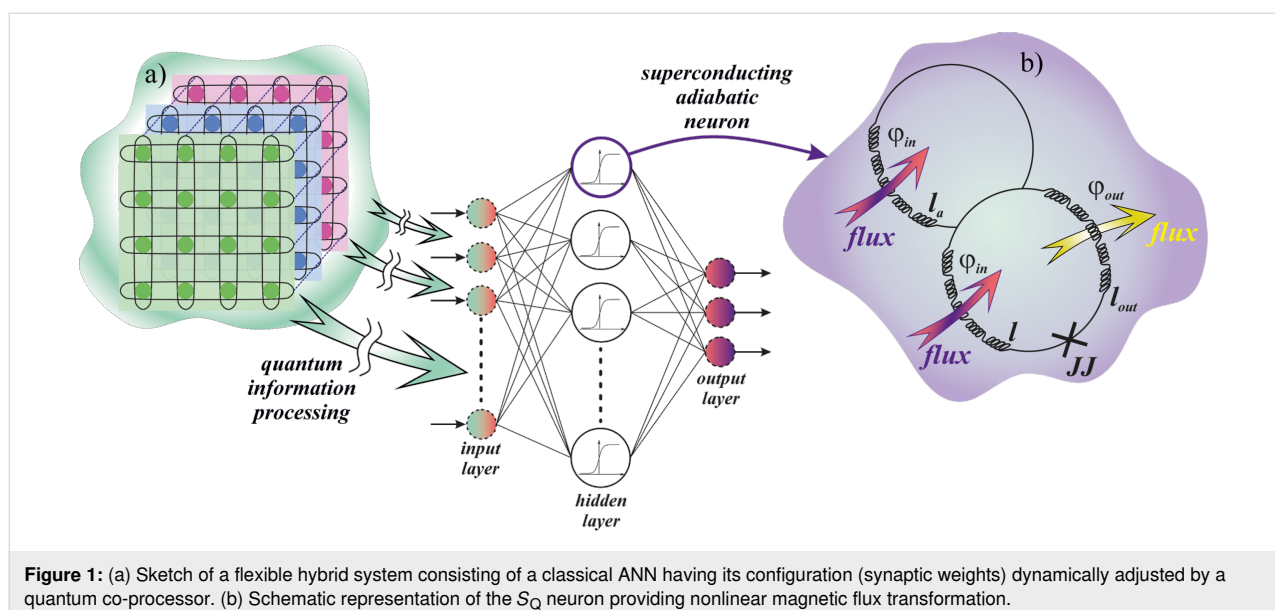 a)
quantum
information
processing
input
layer
hidden
layer
output
layer
superconducting
adiabatic
neuron
b)
φin
la
flux
φout
flux
φin
lout
l
flux
JJ
Figure 1: (a) Sketch of a flexible hybrid system consisting of a classical ANN having its configuration (synaptic weights) dynamically adjusted by a
quantum co-processor. (b) Schematic representation of the SQ neuron providing nonlinear magnetic flux transformation.